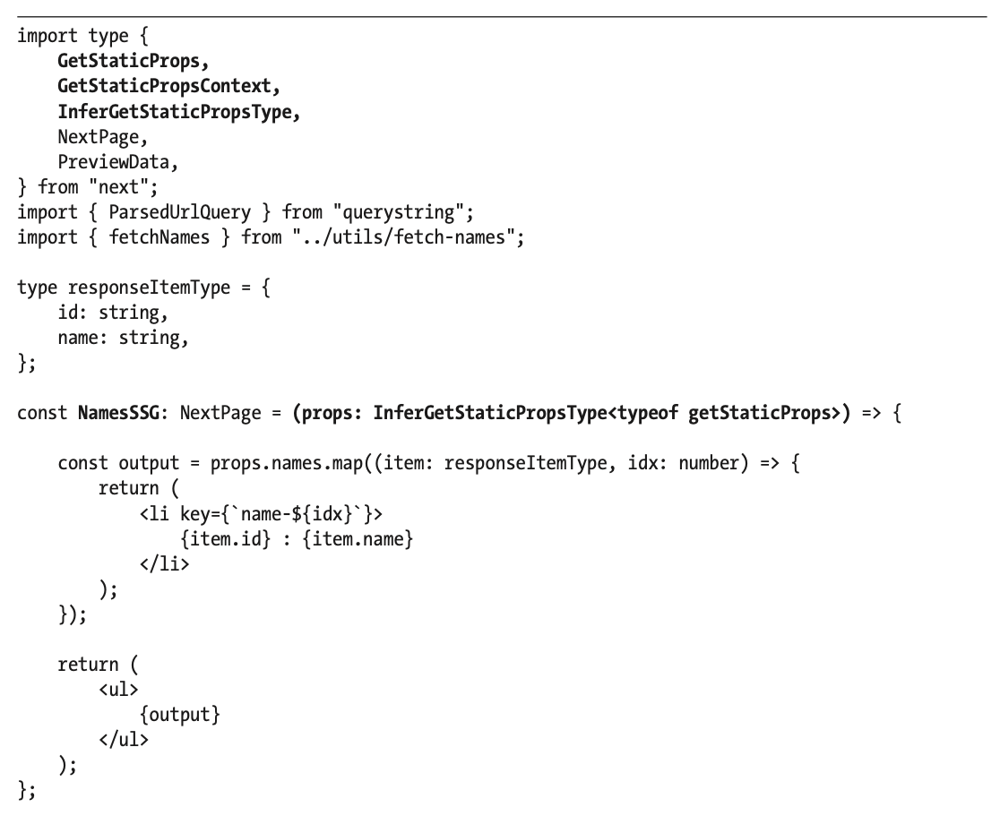 import type {
    GetStaticProps,
    GetStaticPropsContext,
    InferGetStaticPropsType,
    NextPage,
    PreviewData,
} from "next";
import { ParsedUrlQuery } from "querystring";
import { fetchNames } from "../utils/fetch-names";

type responseItemType = {
    id: string,
    name: string,
};

const NamesSSG: NextPage = (props: InferGetStaticPropsType<typeof getStaticProps>) => {

    const output = props.names.map((item: responseItemType, idx: number) => {
        return (
            <li key={`name-${idx}`}>
                {item.id} : {item.name}
            </li>
        );
    });

    return (
        <ul>
            {output}
        </ul>
    );
};